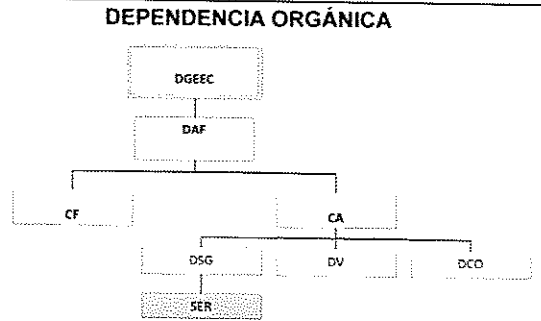 DEPENDENCIA ORGÁNICA
DGEEC
DAF
CF CA
DSG DV DCO
SER